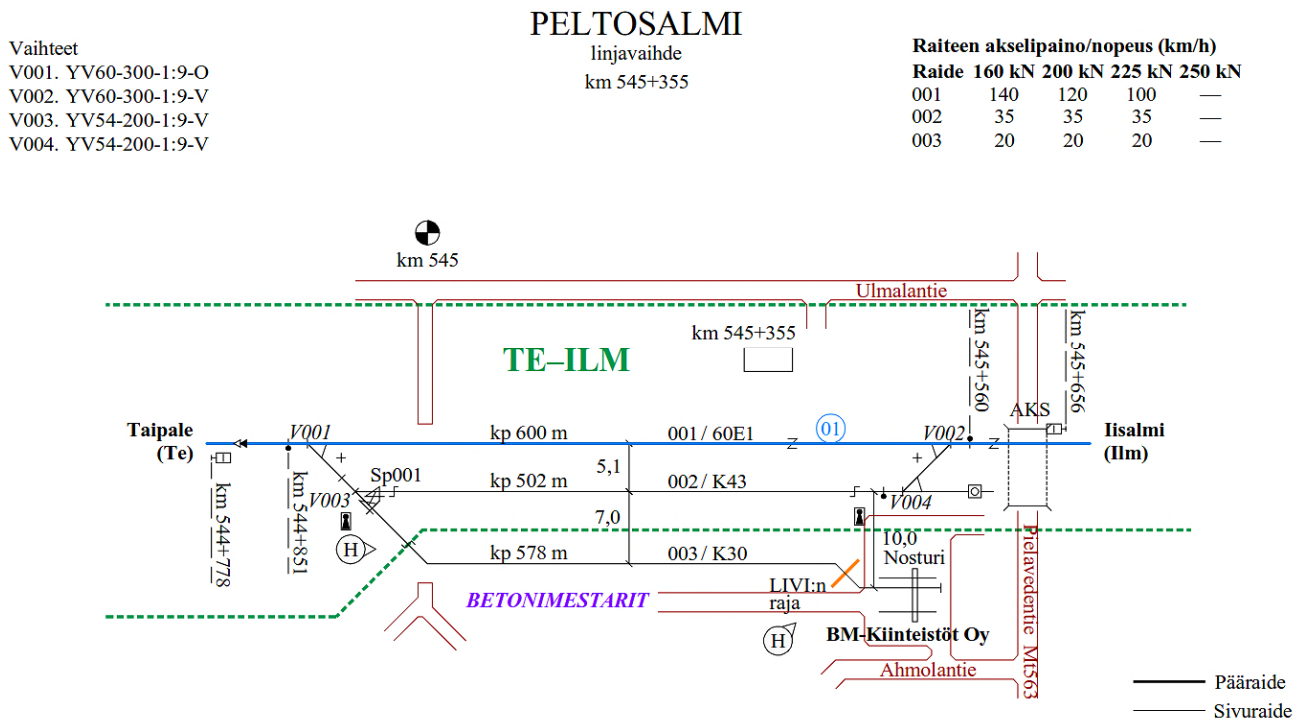 PELTOSALMI
linjavaihde
km 545+355
Vaihteet
V001. YV60-300-1:9-O
V002. YV60-300-1:9-V
V003. YV54-200-1:9-V
V004. YV54-200-1:9-V
Raiteen akselipaino/nopeus (km/h)
Raide 160 kN 200 kN 225 kN 250 kN
001 140 120 100 —
002 35 35 35 —
003 20 20 20 —
km 545
Ulmalantie
km 545+355
TE–ILM
km 545+560
km 545+656
AKS
Taipale
(Te)
V001
kp 600 m
001 / 60E1
01
V002
Iisalmi
(Ilm)
5,1
Sp001
kp 502 m
002 / K43
V003
V004
km 544+778
km 544+851
7,0
H
kp 578 m
003 / K30
10,0
Nosturi
LIVI:n
raja
BETONIMESTARIT
H
BM-Kiinteistöt Oy
Ahmolantie
Pielavedentie Mt563
Pääraide
Sivuraide